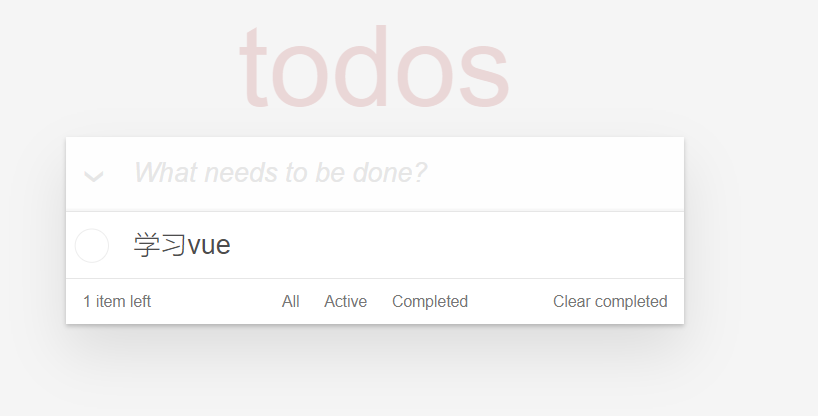 todos
What needs to be done?
学习vue
1 item left All Active Completed Clear completed